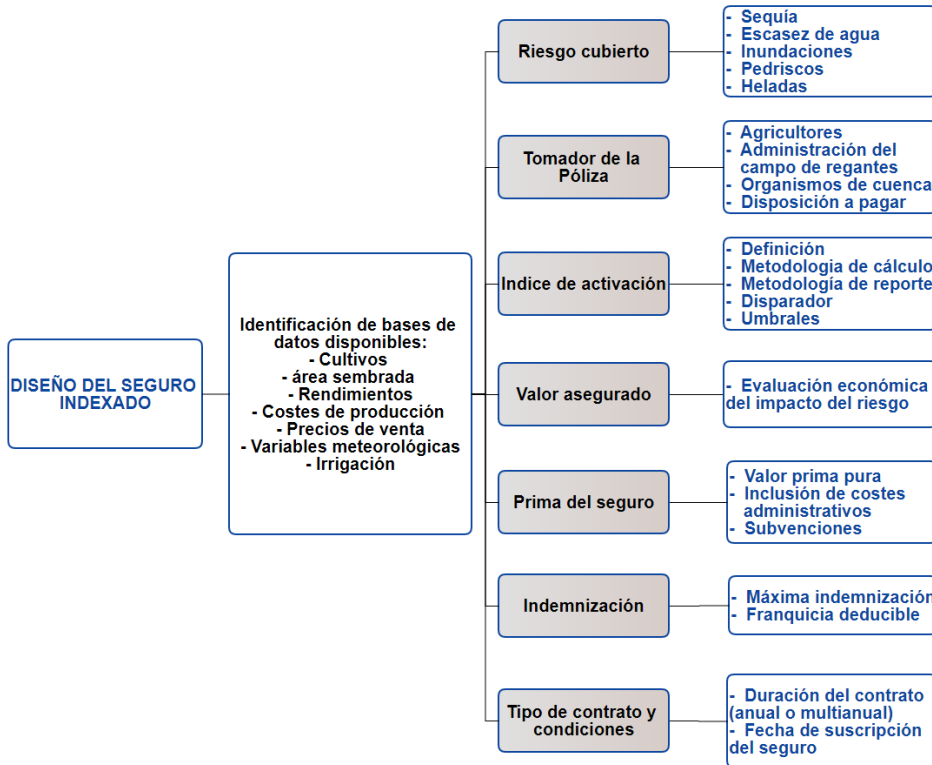 DISEÑO DEL SEGURO
INDEXADO
Identificación de bases de
datos disponibles:
- Cultivos
- área sembrada
- Rendimientos
- Costes de producción
- Precios de venta
- Variables meteorológicas
- Irrigación
Riesgo cubierto
- Sequía
- Escasez de agua
- Inundaciones
- Pedriscos
- Heladas
Tomador de la
Póliza
- Agricultores
- Administración del
campo de regantes
- Organismos de cuenca
- Disposición a pagar
Indice de activación
- Definición
- Metodologia de cálculo
- Metodología de reporte
- Disparador
- Umbrales
Valor asegurado
- Evaluación económica
del impacto del riesgo
Prima del seguro
- Valor prima pura
- Inclusión de costes
administrativos
- Subvenciones
Indemnización
- Máxima indemnización
- Franquicia deducible
Tipo de contrato y
condiciones
- Duración del contrato
(anual o multianual)
- Fecha de suscripción
del seguro